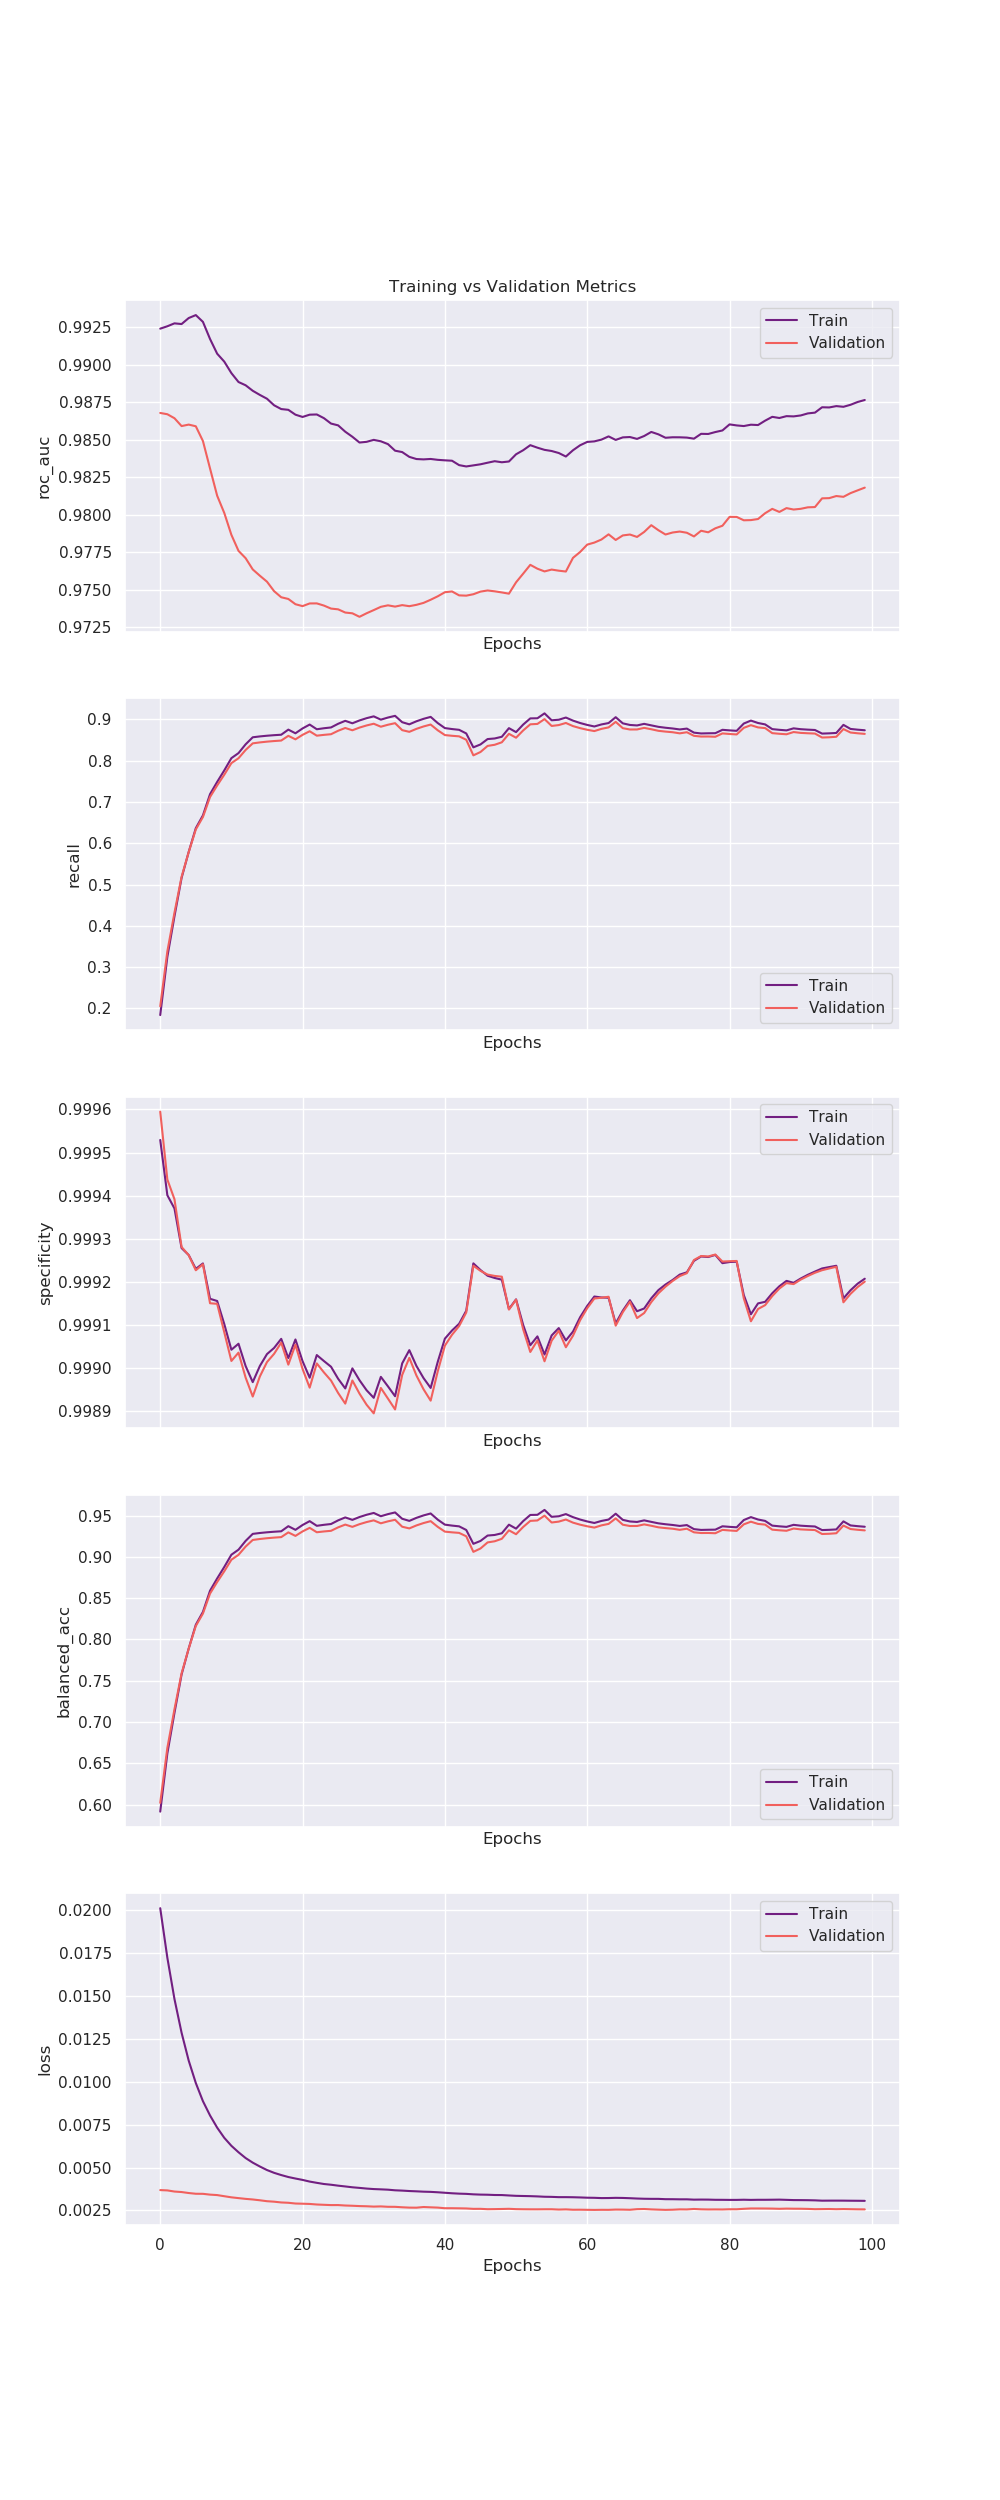 Training vs Validation Metrics
Train
Validation
0.9925
0.9900
0.9875
0.9850
0.9825
0.9800
0.9775
0.9750
0.9725
roc_auc
Epochs
0.9
0.8
0.7
0.6
0.5
0.4
0.3
0.2
recall
Train
Validation
Epochs
0.9996
0.9995
0.9994
0.9993
0.9992
0.9991
0.9990
0.9989
specificity
Train
Validation
Epochs
0.95
0.90
0.85
0.80
0.75
0.70
0.65
0.60
balanced_acc
Train
Validation
Epochs
0.0200
0.0175
0.0150
0.0125
0.0100
0.0075
0.0050
0.0025
loss
Train
Validation
0 20 40 60 80 100
Epochs